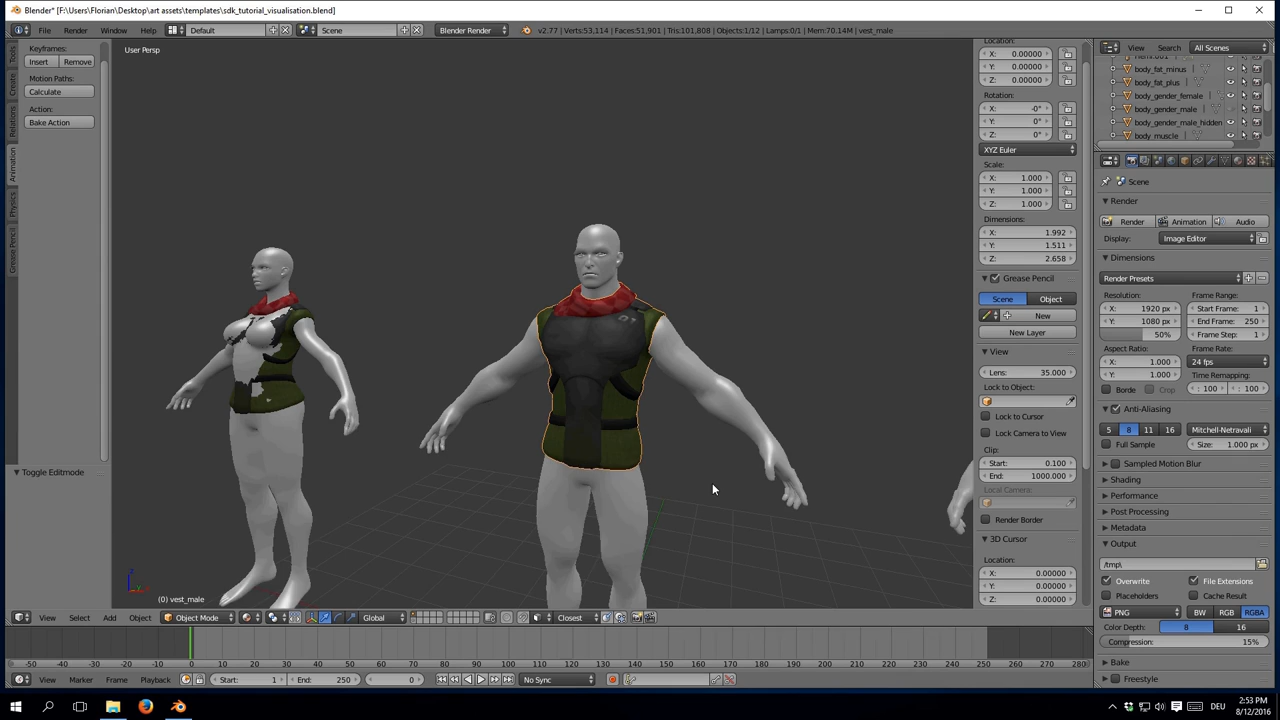 Blender* [F:\Users\Florian\Desktop\art assets\templates\sdk_tutorial_visualisation.blend]
File Render Window Help Default Scene Blender Render v2.77 | Verts:53,114 | Faces:51,901 | Tris:101,808 | Objects:1/12 | Lamps:0/1 | Mem:70.14M | vest_male
View Search All Scenes
Tools
Create
Relations
Animation
Physics
Grease Pencil
Keyframes:
Insert Remove
Motion Paths:
Calculate
Action:
Bake Action
Toggle Editmode
User Persp
01
(0) vest_male
Location:
X: 0.00000
Y: 0.00000
Z: 0.00000
Rotation:
X: -0°
Y: 0°
Z: 0°
XYZ Euler
Scale:
X: 1.000
Y: 1.000
Z: 1.000
Dimensions:
X: 1.992
Y: 1.511
Z: 2.658
Grease Pencil
Scene Object
New
New Layer
View
Lens: 35.000
Lock to Object:
Lock to Cursor
Lock Camera to View
Clip:
Start: 0.100
End: 1000.000
Local Camera:
Render Border
3D Cursor
Location:
X: 0.00000
Y: 0.00000
Z: 0.00000
body_fat_minus
body_fat_plus
body_gender_female
body_gender_male
body_gender_male_hidden
body_muscle
Scene
Render
Render Animation Audio
Display: Image Editor
Dimensions
Render Presets
Resolution: Frame Range:
X: 1920 px Start Frame: 1
Y: 1080 px End Frame: 250
50% Frame Step: 1
Aspect Ratio: Frame Rate:
X: 1.000 24 fps
Y: 1.000 Time Remapping:
Borde Crop : 100 : 100
Anti-Aliasing
5 8 11 16 Mitchell-Netravali
Full Sample Size: 1.000 px
Sampled Motion Blur
Shading
Performance
Post Processing
Metadata
Output
/tmp\
Overwrite File Extensions
Placeholders Cache Result
PNG BW RGB RGBA
Color Depth: 8 16
Compression: 15%
Bake
Freestyle
View Select Add Object Object Mode Global Closest
-50 -40 -30 -20 -10 0 10 20 30 40 50 60 70 80 90 100 110 120 130 140 150 160 170 180 190 200 210 220 230 240 250 260 270 280
View Marker Frame Playback Start: 1 End: 250 0 No Sync
DEU 2:53 PM
8/12/2016